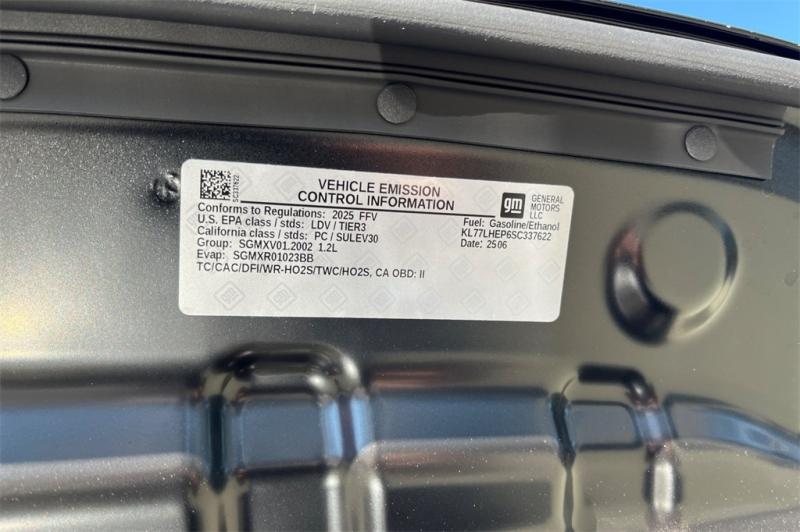 VEHICLE EMISSION
CONTROL INFORMATION
SC337622
gm
GENERAL
MOTORS
LLC
Conforms to Regulations: 2025 FFV
Fuel: Gasoline/Ethanol
U.S. EPA class / stds: LDV / TIER3
KL77LHEP6SC337622
California class / stds: PC / SULEV30
Date: 2506
Group: SGMXV01.2002 1.2L
Evap: SGMXR01023BB
TC/CAC/DFI/WR-HO2S/TWC/HO2S, CA OBD: II